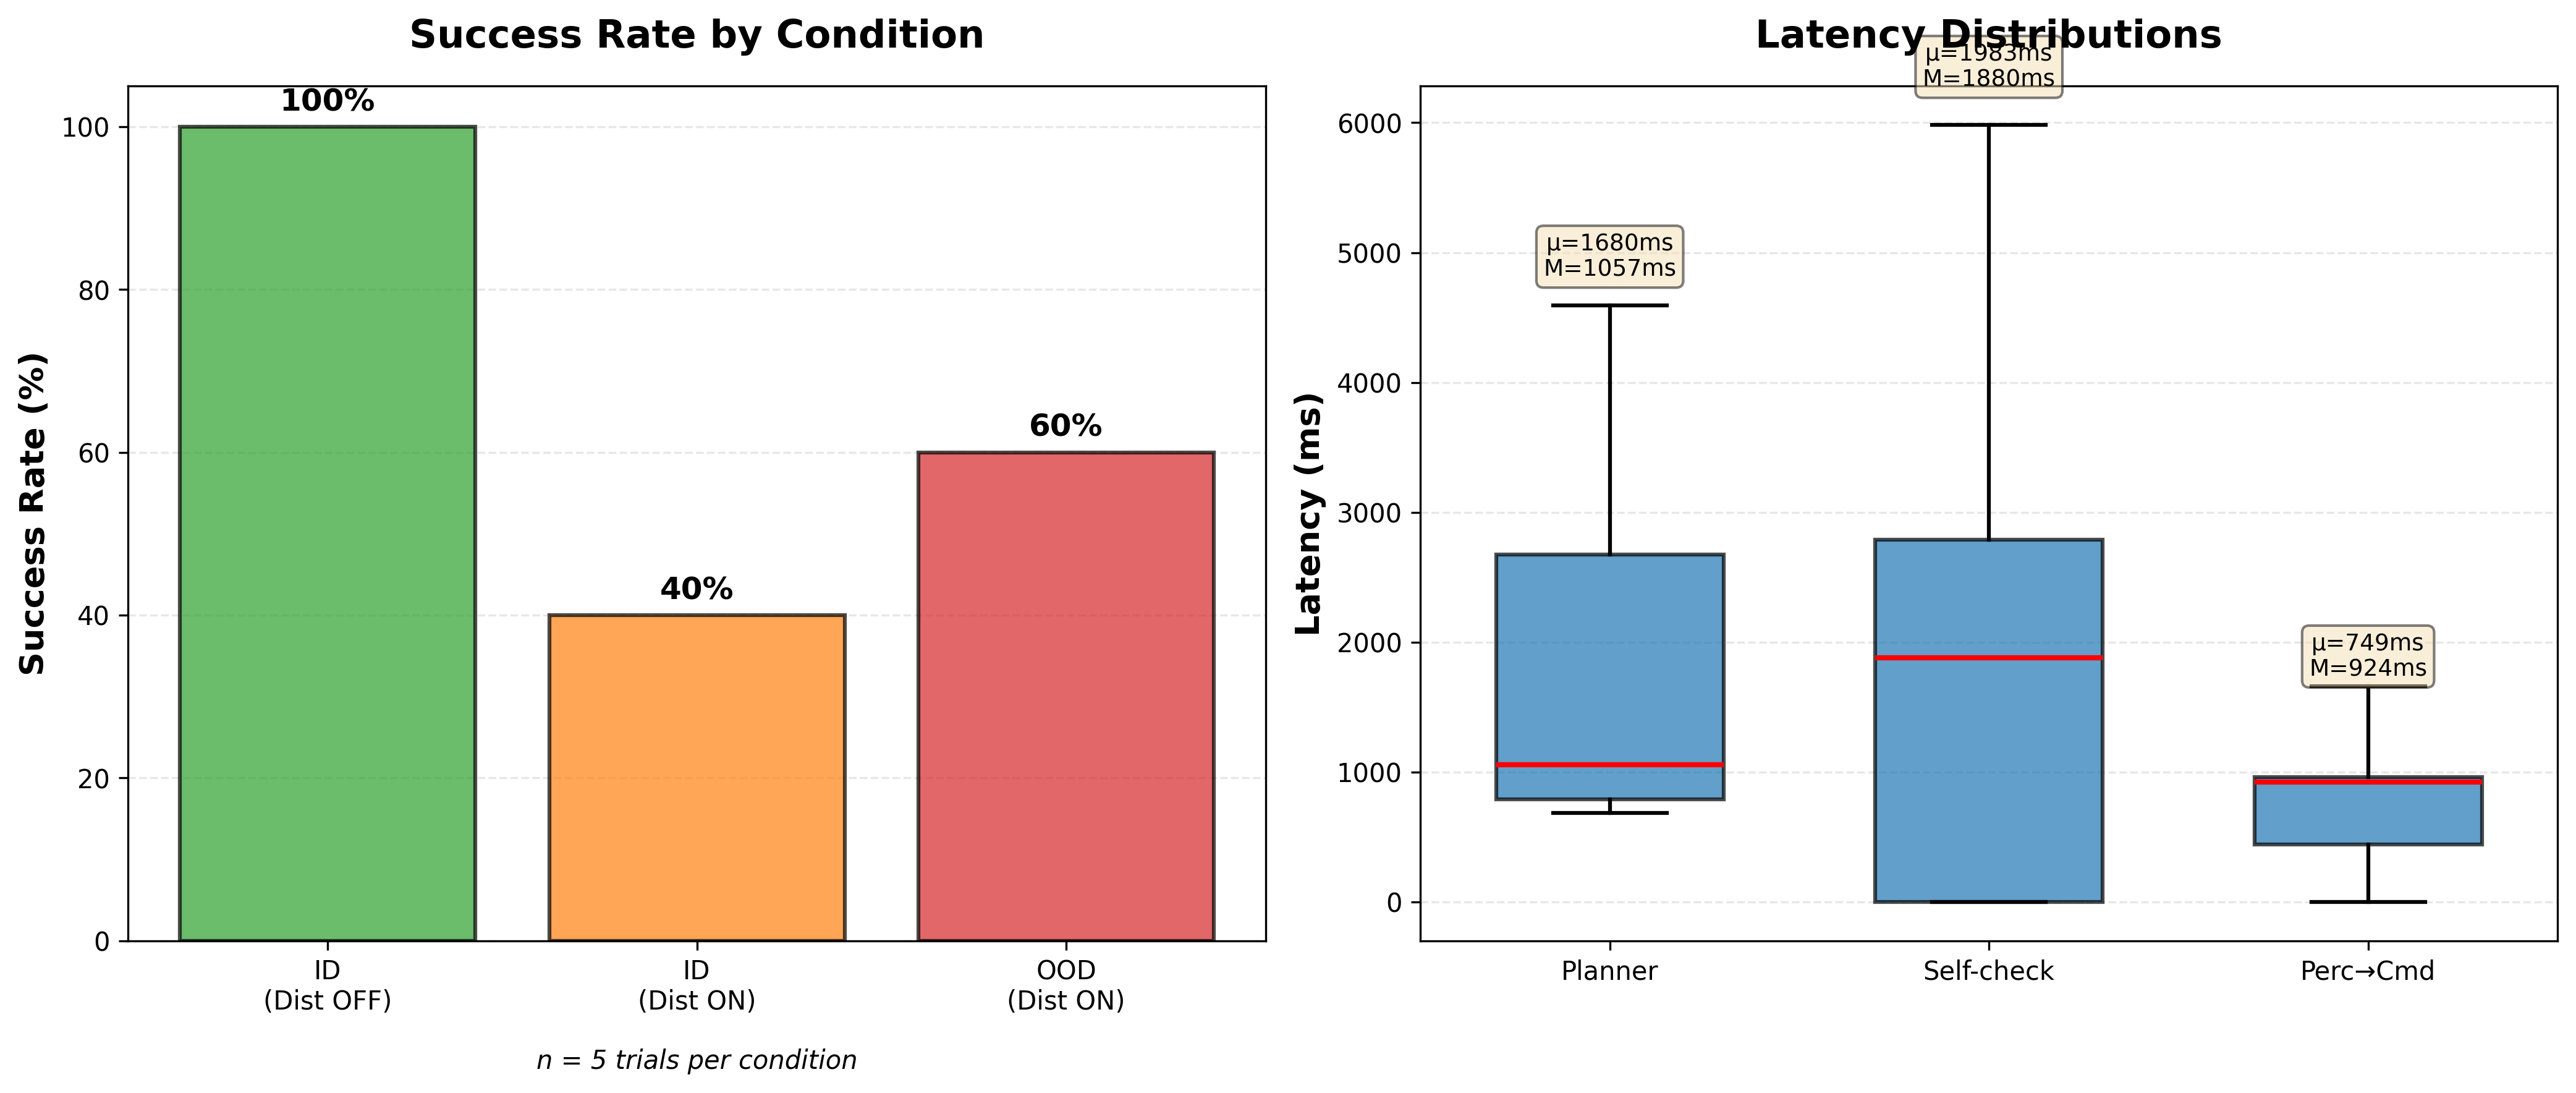 Success Rate by Condition
Success Rate (%)
100
80
60
40
20
0
100%
40%
60%
ID
(Dist OFF)
ID
(Dist ON)
OOD
(Dist ON)
n = 5 trials per condition
Latency Distributions
Latency (ms)
6000
5000
4000
3000
2000
1000
0
μ=1680ms
M=1057ms
μ=1983ms
M=1880ms
μ=749ms
M=924ms
Planner
Self-check
Perc→Cmd